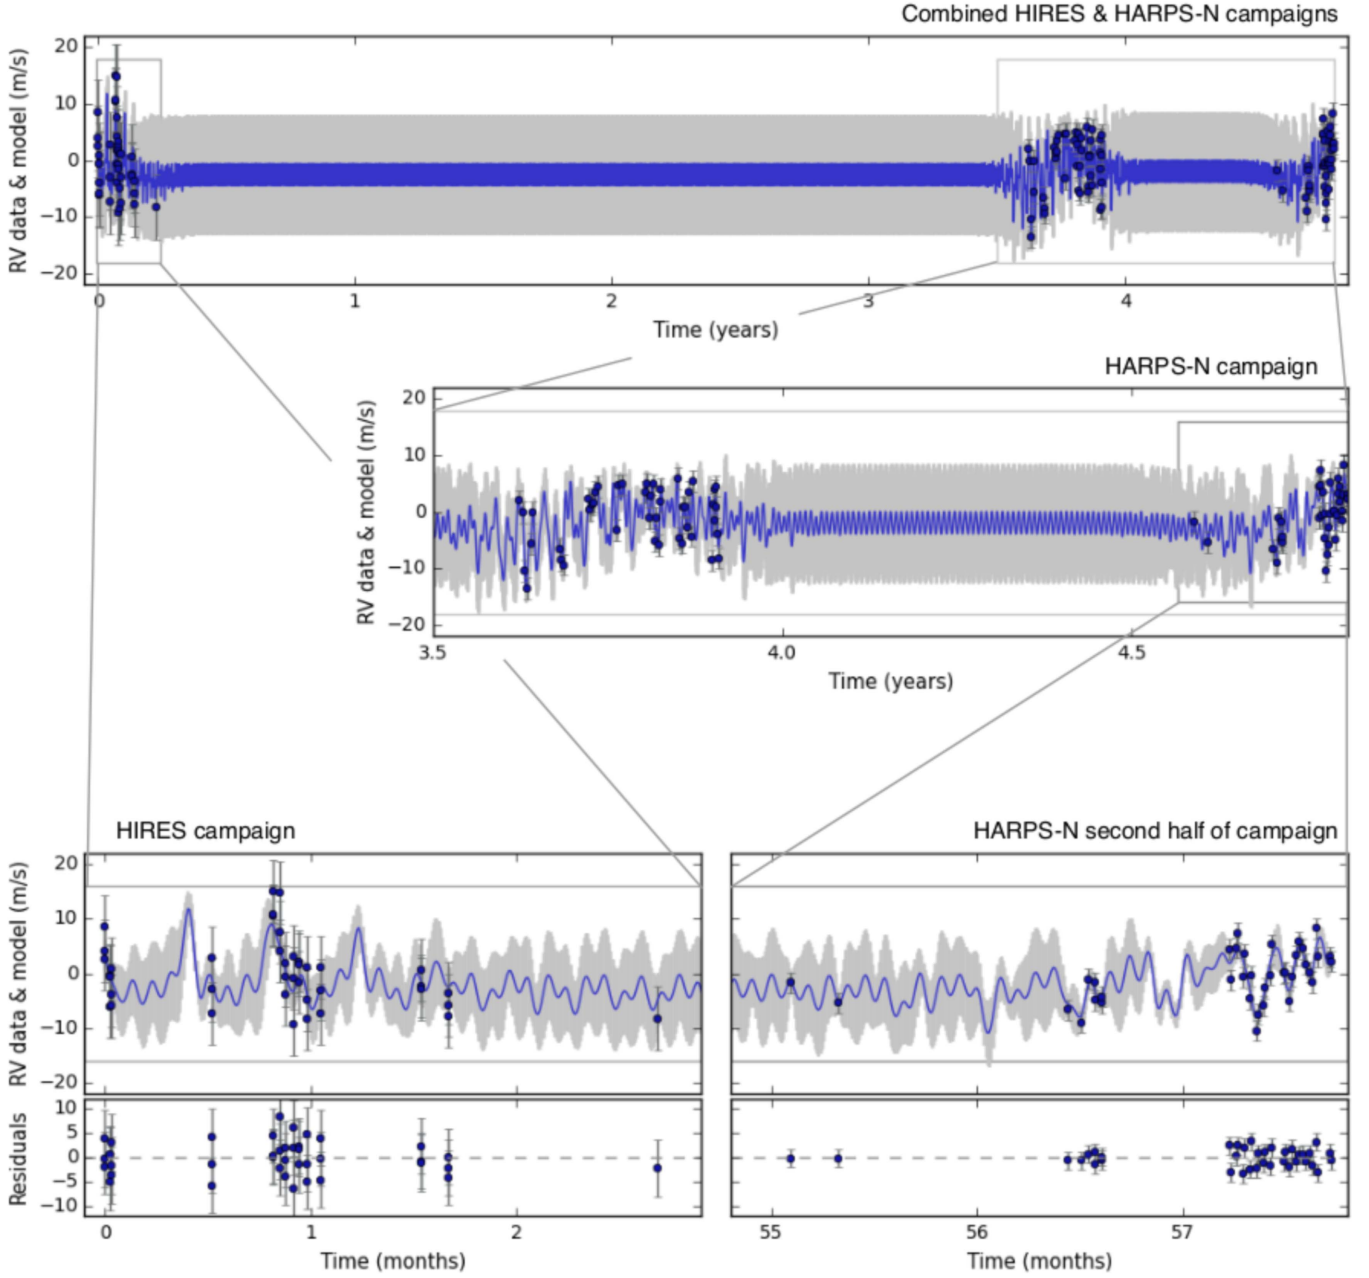 Combined HIRES & HARPS-N campaigns
RV data & model (m/s)
20
10
0
−10
−20
0 1 2 3 4
Time (years)
HARPS-N campaign
RV data & model (m/s)
20
10
0
−10
−20
3.5 4.0 4.5
Time (years)
HIRES campaign
RV data & model (m/s)
20
10
0
−10
−20
HARPS-N second half of campaign
Residuals
10
5
0
−5
−10
0 1 2
Time (months)
55 56 57
Time (months)